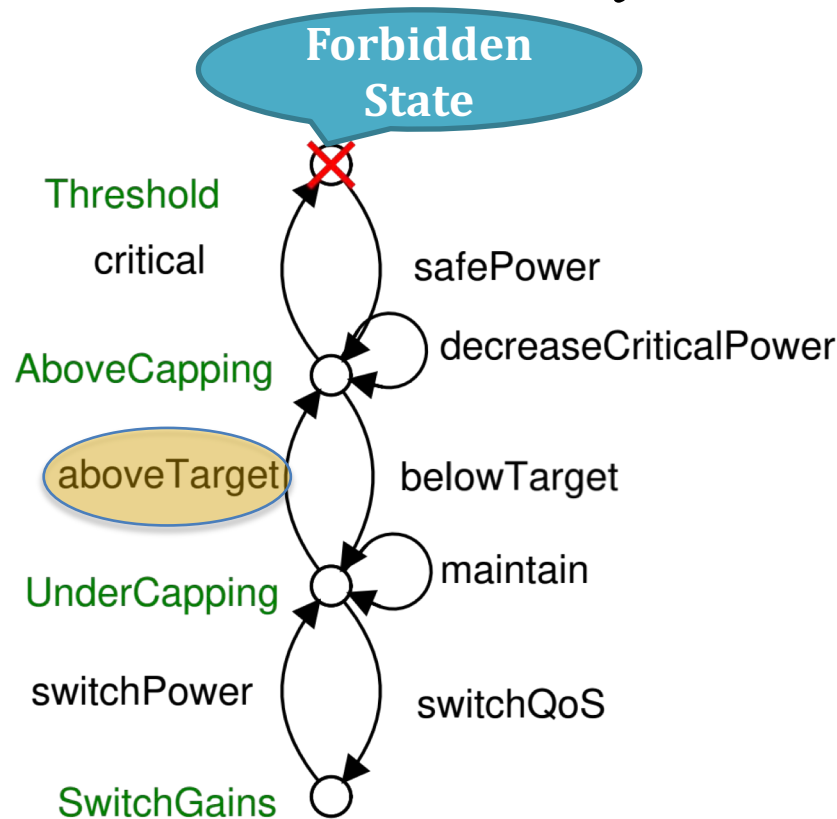 Forbidden
State
Threshold
critical
safePower
decreaseCriticalPower
AboveCapping
aboveTarget
belowTarget
maintain
UnderCapping
switchPower
switchQoS
SwitchGains